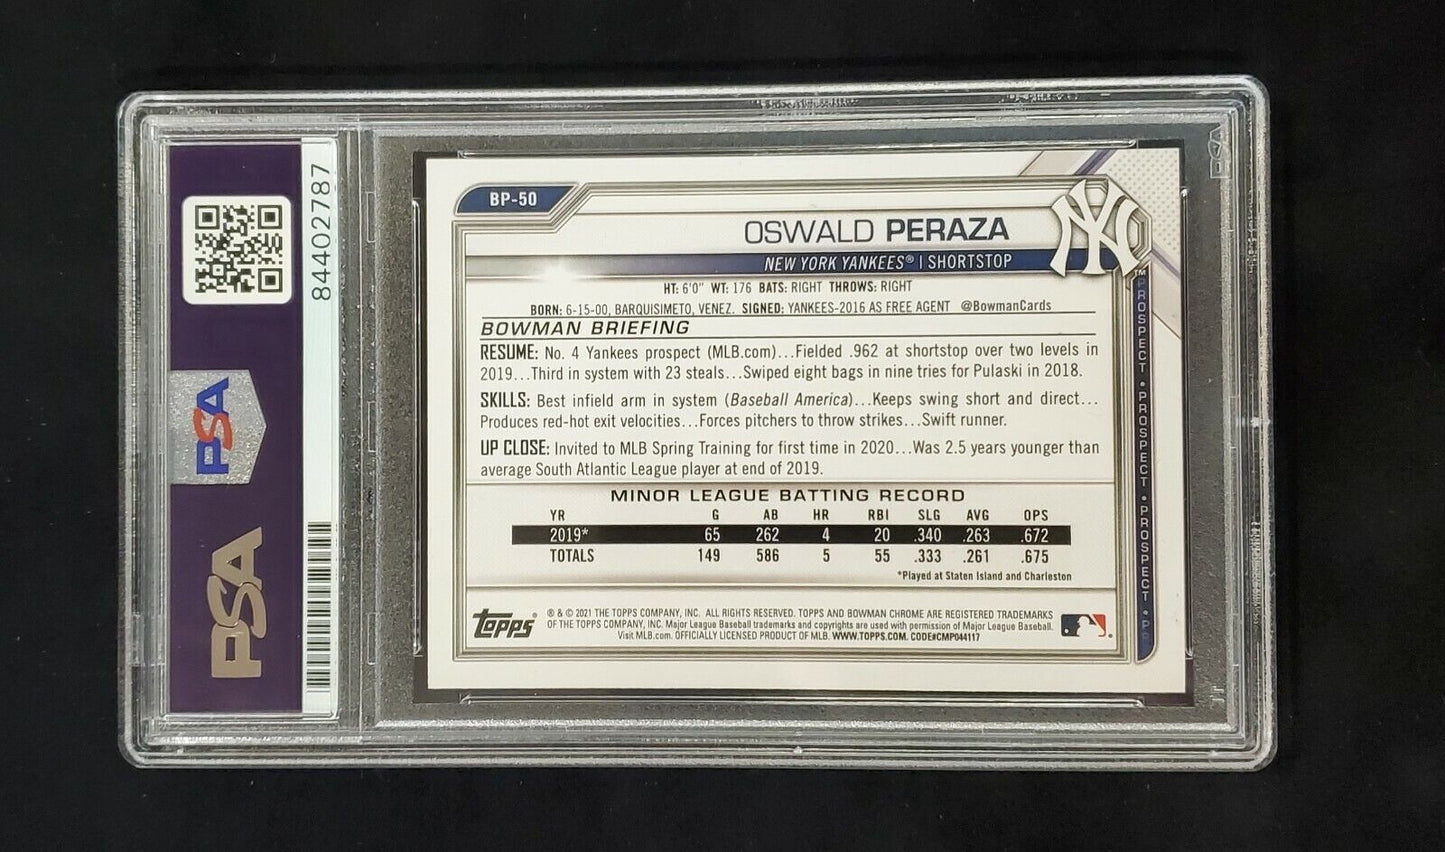 84402787
PSA
PSA
BP-50
OSWALD PERAZA
NEW YORK YANKEES® | SHORTSTOP
NY
TM
HT: 6'0" WT: 176 BATS: RIGHT THROWS: RIGHT
BORN: 6-15-00, BARQUISIMETO, VENEZ. SIGNED: YANKEES-2016 AS FREE AGENT @BowmanCards
BOWMAN BRIEFING
RESUME: No. 4 Yankees prospect (MLB.com)...Fielded .962 at shortstop over two levels in
2019...Third in system with 23 steals...Swiped eight bags in nine tries for Pulaski in 2018.
SKILLS: Best infield arm in system (Baseball America)...Keeps swing short and direct...
Produces red-hot exit velocities...Forces pitchers to throw strikes...Swift runner.
UP CLOSE: Invited to MLB Spring Training for first time in 2020...Was 2.5 years younger than
average South Atlantic League player at end of 2019.
MINOR LEAGUE BATTING RECORD
YR G AB HR RBI SLG AVG OPS
2019* 65 262 4 20 .340 .263 .672
TOTALS 149 586 5 55 .333 .261 .675
*Played at Staten Island and Charleston
Topps
® & © 2021 THE TOPPS COMPANY, INC. ALL RIGHTS RESERVED. TOPPS AND BOWMAN CHROME ARE REGISTERED TRADEMARKS
OF THE TOPPS COMPANY, INC. Major League Baseball trademarks and copyrights are used with permission of Major League Baseball.
Visit MLB.com. OFFICIALLY LICENSED PRODUCT OF MLB. WWW.TOPPS.COM. CODE#CMP044117
PROSPECT • PROSPECT • PROSPECT • PR
PSA